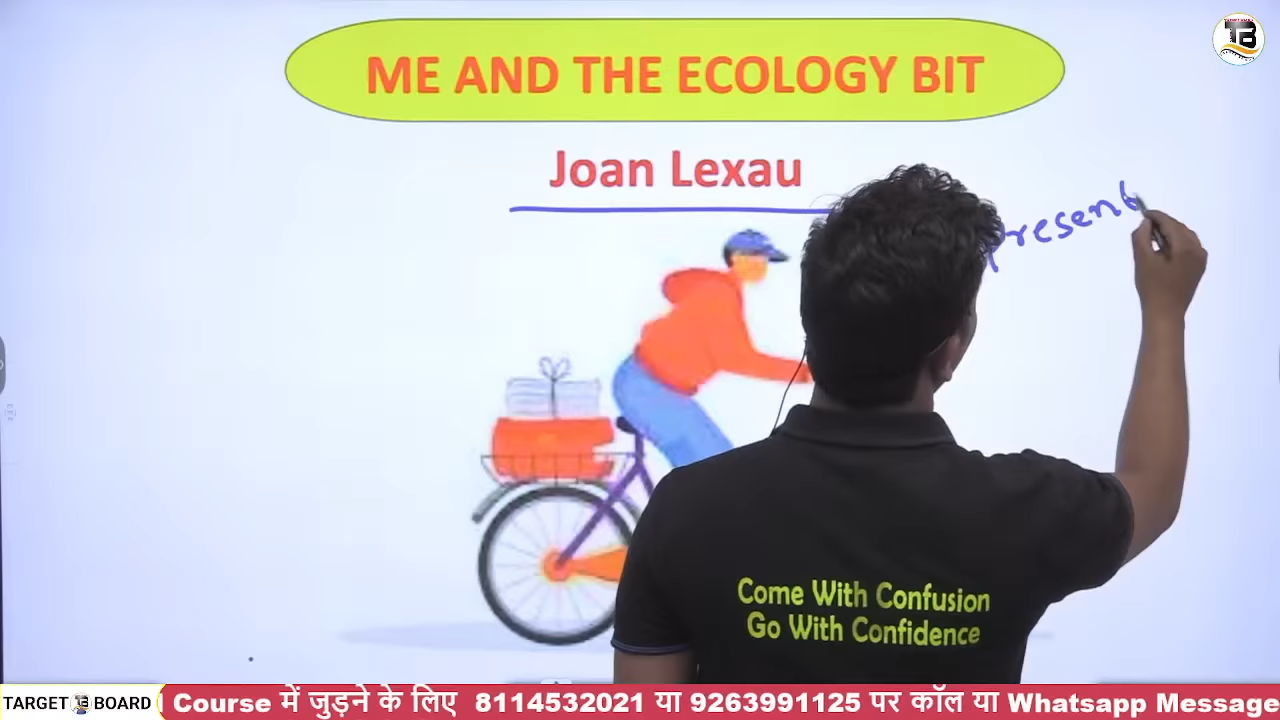 ME AND THE ECOLOGY BIT
Joan Lexau
present
Come With Confusion
Go With Confidence
TARGET BOARD
Course में जुड़ने के लिए 8114532021 या 9263991125 पर कॉल या Whatsapp Message
TB